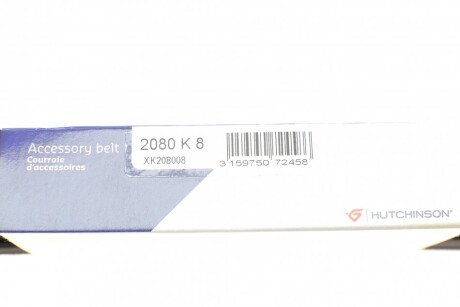 Accessory belt
Courroie
d'accessoires
2080 K 8
XK208008
3 159750 72458
HUTCHINSON®